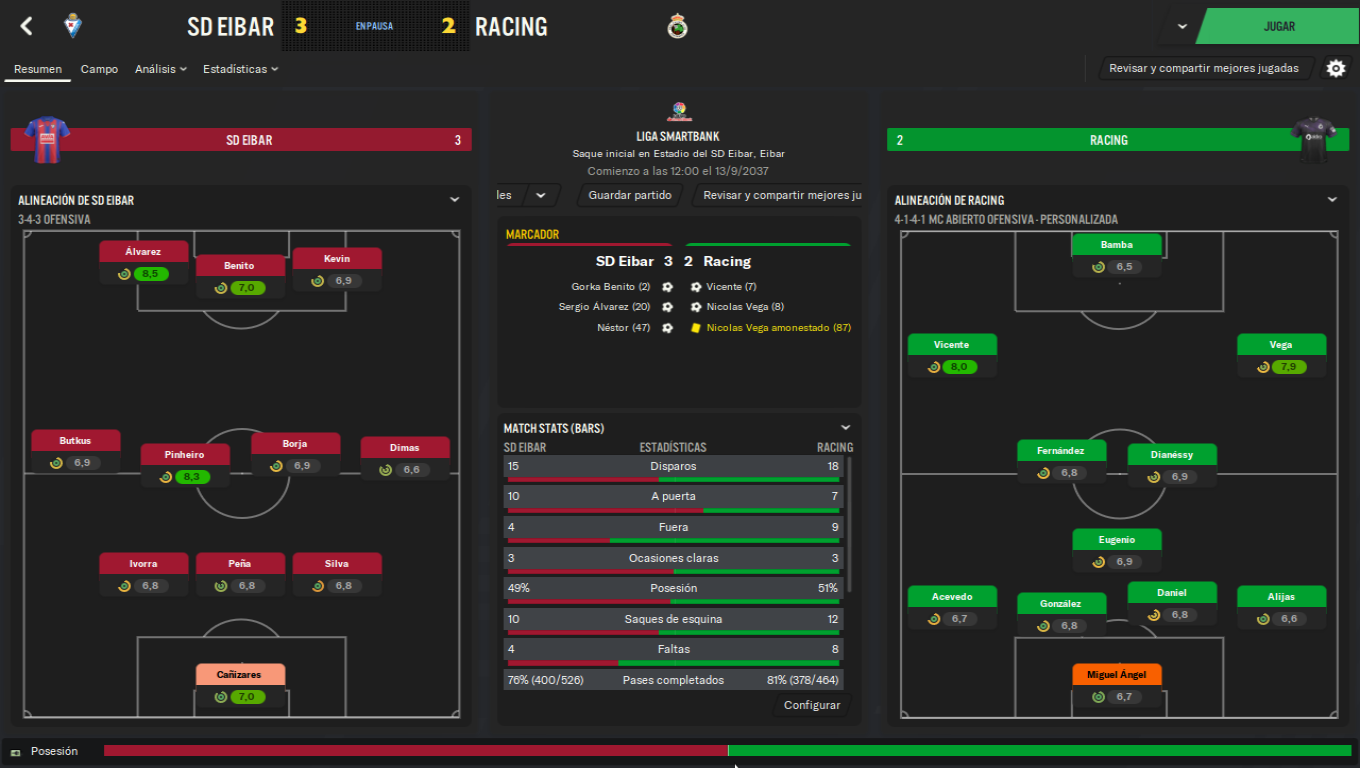 SD EIBAR 3 EN PAUSA 2 RACING
JUGAR
Resumen Campo Análisis Estadísticas
Revisar y compartir mejores jugadas
SD EIBAR 3
ALINEACIÓN DE SD EIBAR
3-4-3 OFENSIVA
Álvarez
8,5
Benito
7,0
Kevin
6,9
Butkus
6,9
Pinheiro
8,3
Borja
6,9
Dimas
6,6
Ivorra
6,8
Peña
6,8
Silva
6,8
Cañizares
7,0
LIGA SMARTBANK
Saque inicial en Estadio del SD Eibar, Eibar
Comienzo a las 12:00 el 13/9/2037
les
Guardar partido
Revisar y compartir mejores ju
MARCADOR
SD Eibar 3 2 Racing
Gorka Benito (2) Vicente (7)
Sergio Álvarez (20) Nicolas Vega (8)
Néstor (47) Nicolas Vega amonestado (87)
MATCH STATS (BARS)
SD EIBAR ESTADÍSTICAS RACING
15 Disparos 18
10 A puerta 7
4 Fuera 9
3 Ocasiones claras 3
49% Posesión 51%
10 Saques de esquina 12
4 Faltas 8
76% (400/526) Pases completados 81% (378/464)
Configurar
2 RACING
ALINEACIÓN DE RACING
4-1-4-1 MC ABIERTO OFENSIVA - PERSONALIZADA
Bamba
6,5
Vicente
8,0
Vega
7,9
Fernández
6,8
Dianéssy
6,9
Eugenio
6,9
Acevedo
6,7
González
6,8
Daniel
6,8
Alijas
6,6
Miguel Ángel
6,7
Posesión